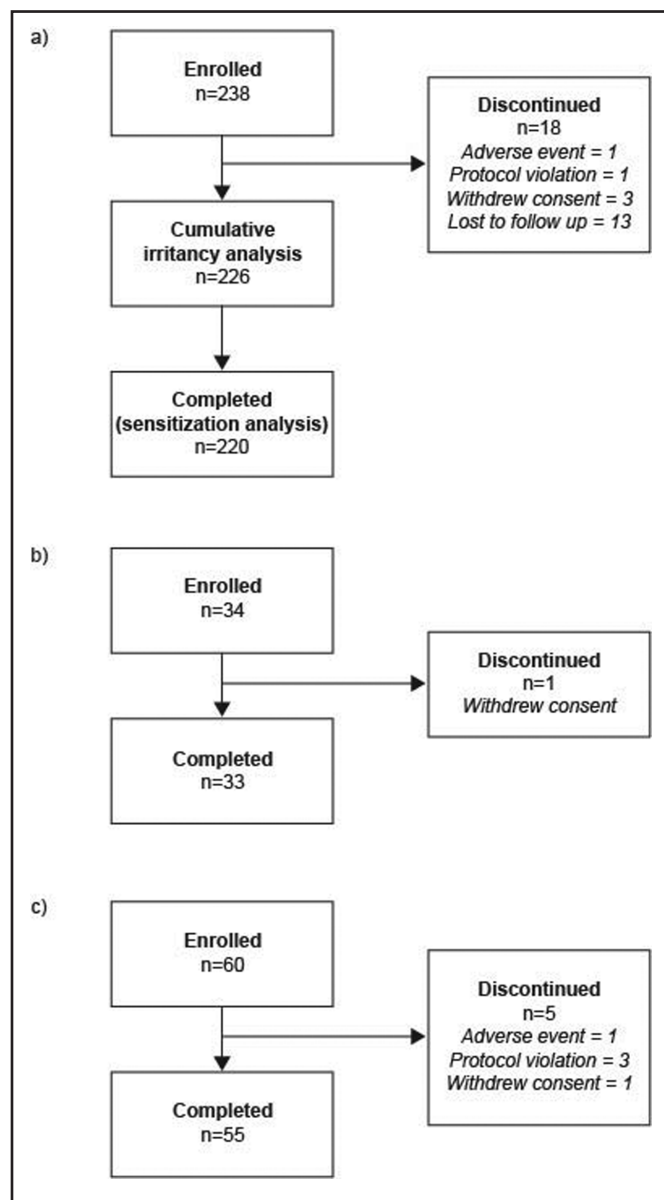 a)
Enrolled
n=238
Discontinued
n=18
Adverse event = 1
Protocol violation = 1
Withdrew consent = 3
Lost to follow up = 13
Cumulative
irritancy analysis
n=226
Completed
(sensitization analysis)
n=220
b)
Enrolled
n=34
Discontinued
n=1
Withdrew consent
Completed
n=33
c)
Enrolled
n=60
Discontinued
n=5
Adverse event = 1
Protocol violation = 3
Withdrew consent = 1
Completed
n=55